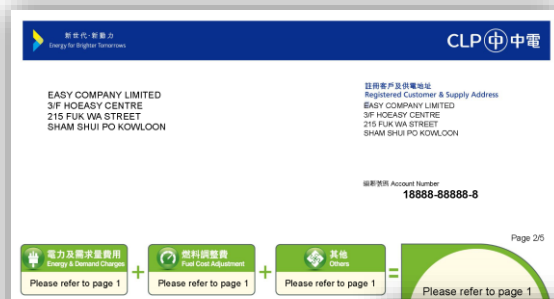 新世代·新動力
Energy for Brighter Tomorrows
CLP 中 中電
EASY COMPANY LIMITED
3/F HOEASY CENTRE
215 FUK WA STREET
SHAM SHUI PO KOWLOON
註冊客戶及供電地址
Registered Customer & Supply Address
EASY COMPANY LIMITED
3/F HOEASY CENTRE
215 FUK WA STREET
SHAM SHUI PO KOWLOON
Account Number
18888-88888-8
Page 2/5
電力及需求量費用
Energy & Demand Charges
Please refer to page 1
+
燃料調整費
Fuel Cost Adjustment
Please refer to page 1
+
其他
Others
Please refer to page 1
=
Please refer to page 1